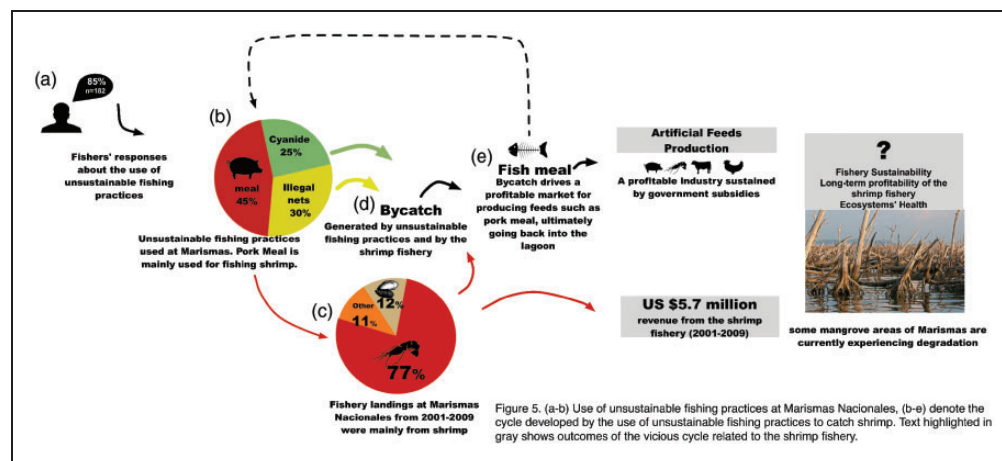 (a)
85%
n=182
Fishers' responses
about the use of
unsustainable fishing
practices
(b)
Cyanide
25%
meal
45%
Illegal
nets
30%
Unsustainable fishing practices
used at Marismas. Pork Meal is
mainly used for fishing shrimp.
(c)
Other
11%
12%
77%
Fishery landings at Marismas
Nacionales from 2001-2009
were mainly from shrimp
(d)
Bycatch
Generated by unsustainable
fishing practices and by the
shrimp fishery
(e)
Fish meal
Bycatch drives a
profitable market for
producing feeds such as
pork meal, ultimately
going back into the
lagoon
Artificial Feeds
Production
A profitable industry sustained
by government subsidies
US $5.7 million
revenue from the shrimp
fishery (2001-2009)
?
Fishery Sustainability
Long-term profitability of the
shrimp fishery
Ecosystems' Health
some mangrove areas of Marismas are
currently experiencing degradation
Figure 5. (a-b) Use of unsustainable fishing practices at Marismas Nacionales, (b-e) denote the
cycle developed by the use of unsustainable fishing practices to catch shrimp. Text highlighted in
gray shows outcomes of the vicious cycle related to the shrimp fishery.